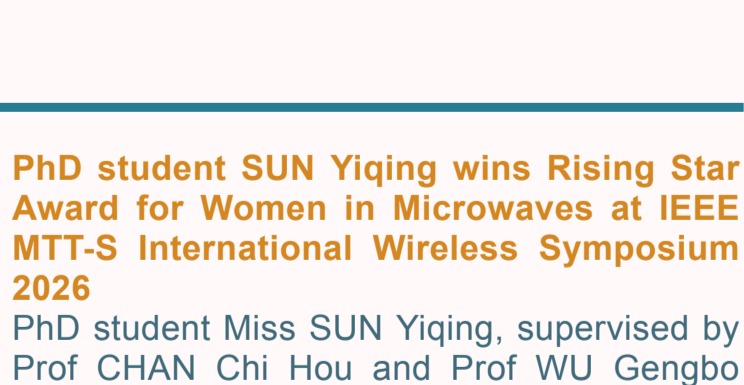 PhD student SUN Yiqing wins Rising Star
Award for Women in Microwaves at IEEE
MTT-S International Wireless Symposium
2026
PhD student Miss SUN Yiqing, supervised by
Prof CHAN Chi Hou and Prof WU Gengbo